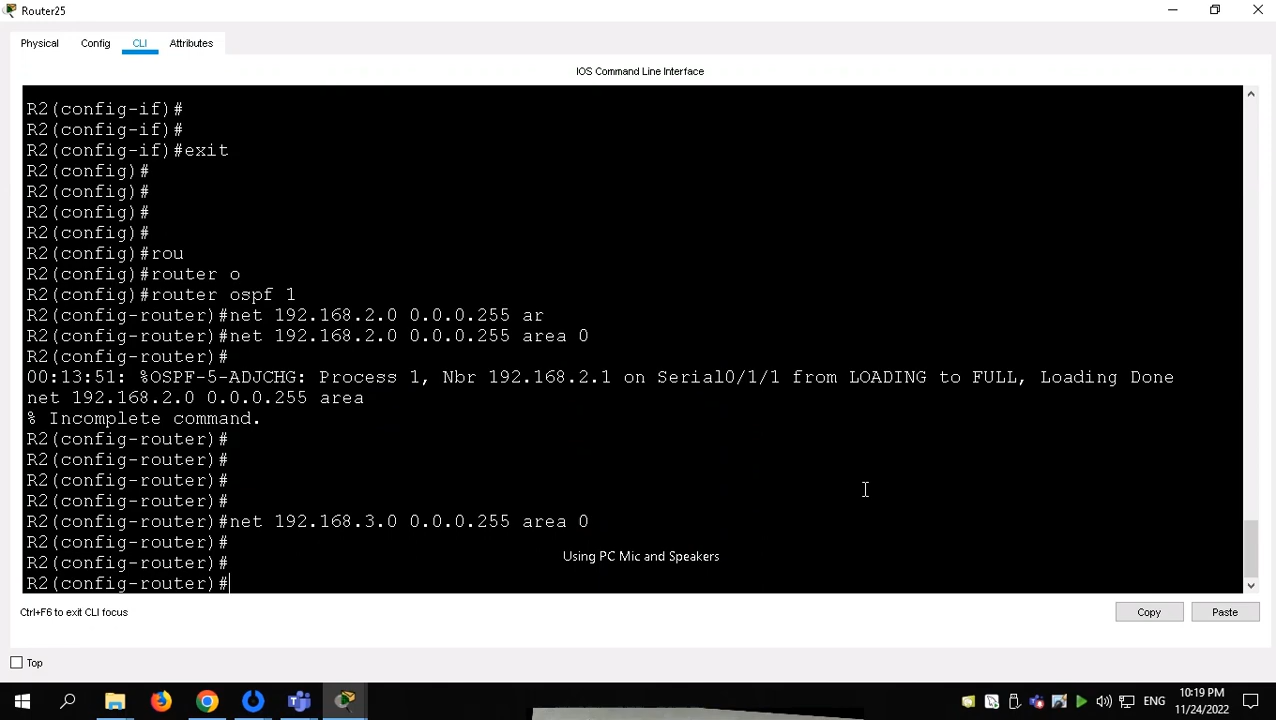 Router25
Physical Config CLI Attributes
IOS Command Line Interface
R2(config-if)#
R2(config-if)#
R2(config-if)#exit
R2(config)#
R2(config)#
R2(config)#
R2(config)#
R2(config)#rou
R2(config)#router o
R2(config)#router ospf 1
R2(config-router)#net 192.168.2.0 0.0.0.255 ar
R2(config-router)#net 192.168.2.0 0.0.0.255 area 0
R2(config-router)#
00:13:51: %OSPF-5-ADJCHG: Process 1, Nbr 192.168.2.1 on Serial0/1/1 from LOADING to FULL, Loading Done
net 192.168.2.0 0.0.0.255 area
% Incomplete command.
R2(config-router)#
R2(config-router)#
R2(config-router)#
R2(config-router)#
R2(config-router)#net 192.168.3.0 0.0.0.255 area 0
R2(config-router)#
R2(config-router)#
Using PC Mic and Speakers
R2(config-router)#
Ctrl+F6 to exit CLI focus
Copy Paste
Top
ENG
10:19 PM
11/24/2022